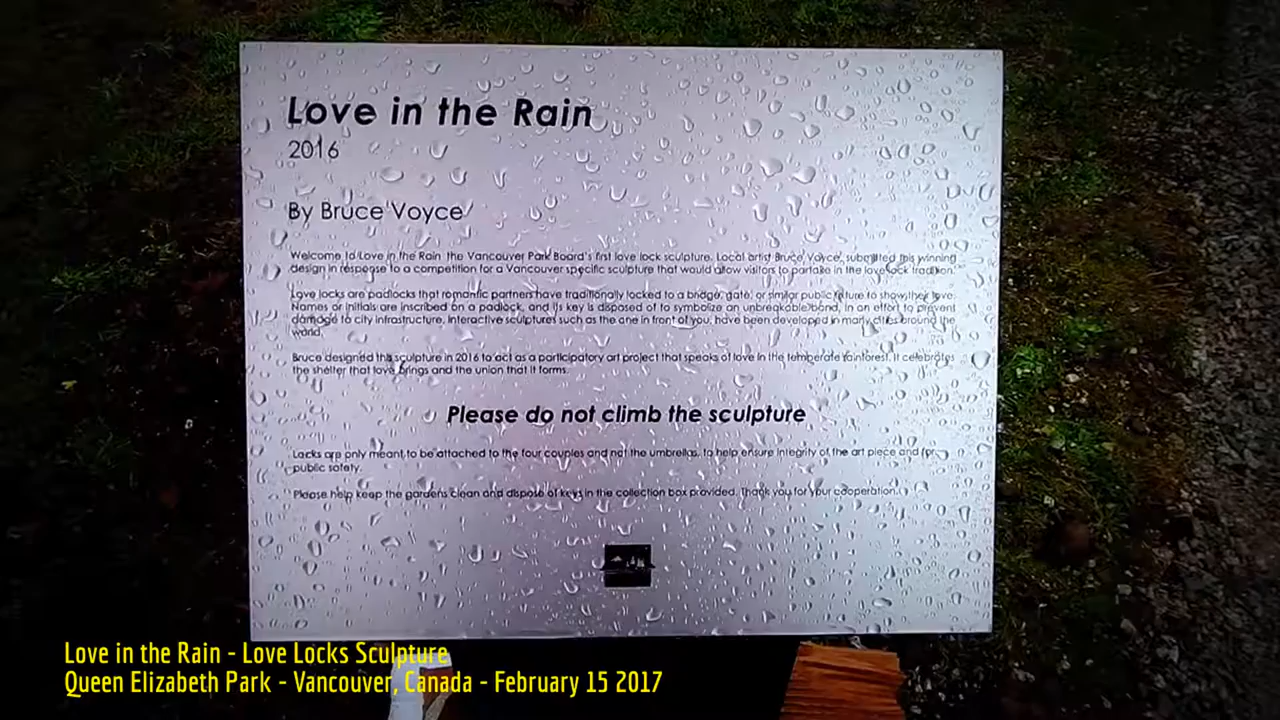 Love in the Rain
2016
By Bruce Voyce
Welcome to Love in the Rain the Vancouver Park Board's first love lock sculpture. Local artist Bruce Voyce, submitted this winning
design in response to a competition for a Vancouver specific sculpture that would allow visitors to partake in the love lock tradition.
Love locks are padlocks that romantic partners have traditionally locked to a bridge, gate, or similar public fixture to show their love.
Names or initials are inscribed on a padlock, and its key is disposed of to symbolize an unbreakable bond. In an effort to prevent
damage to city infrastructure, interactive sculptures such as the one in front of you, have been developed in many cities around the
world.
Bruce designed this sculpture in 2016 to act as a participatory art project that speaks of love in the temperate rainforest. It celebrates
the shelter that love brings and the union that it forms.
Please do not climb the sculpture
Locks are only meant to be attached to the four couples and not the umbrellas, to help ensure integrity of the art piece and for
public safety.
Please help keep the gardens clean and dispose of keys in the collection box provided. Thank you for your cooperation.
Love in the Rain - Love Locks Sculpture
Queen Elizabeth Park - Vancouver, Canada - February 15 2017